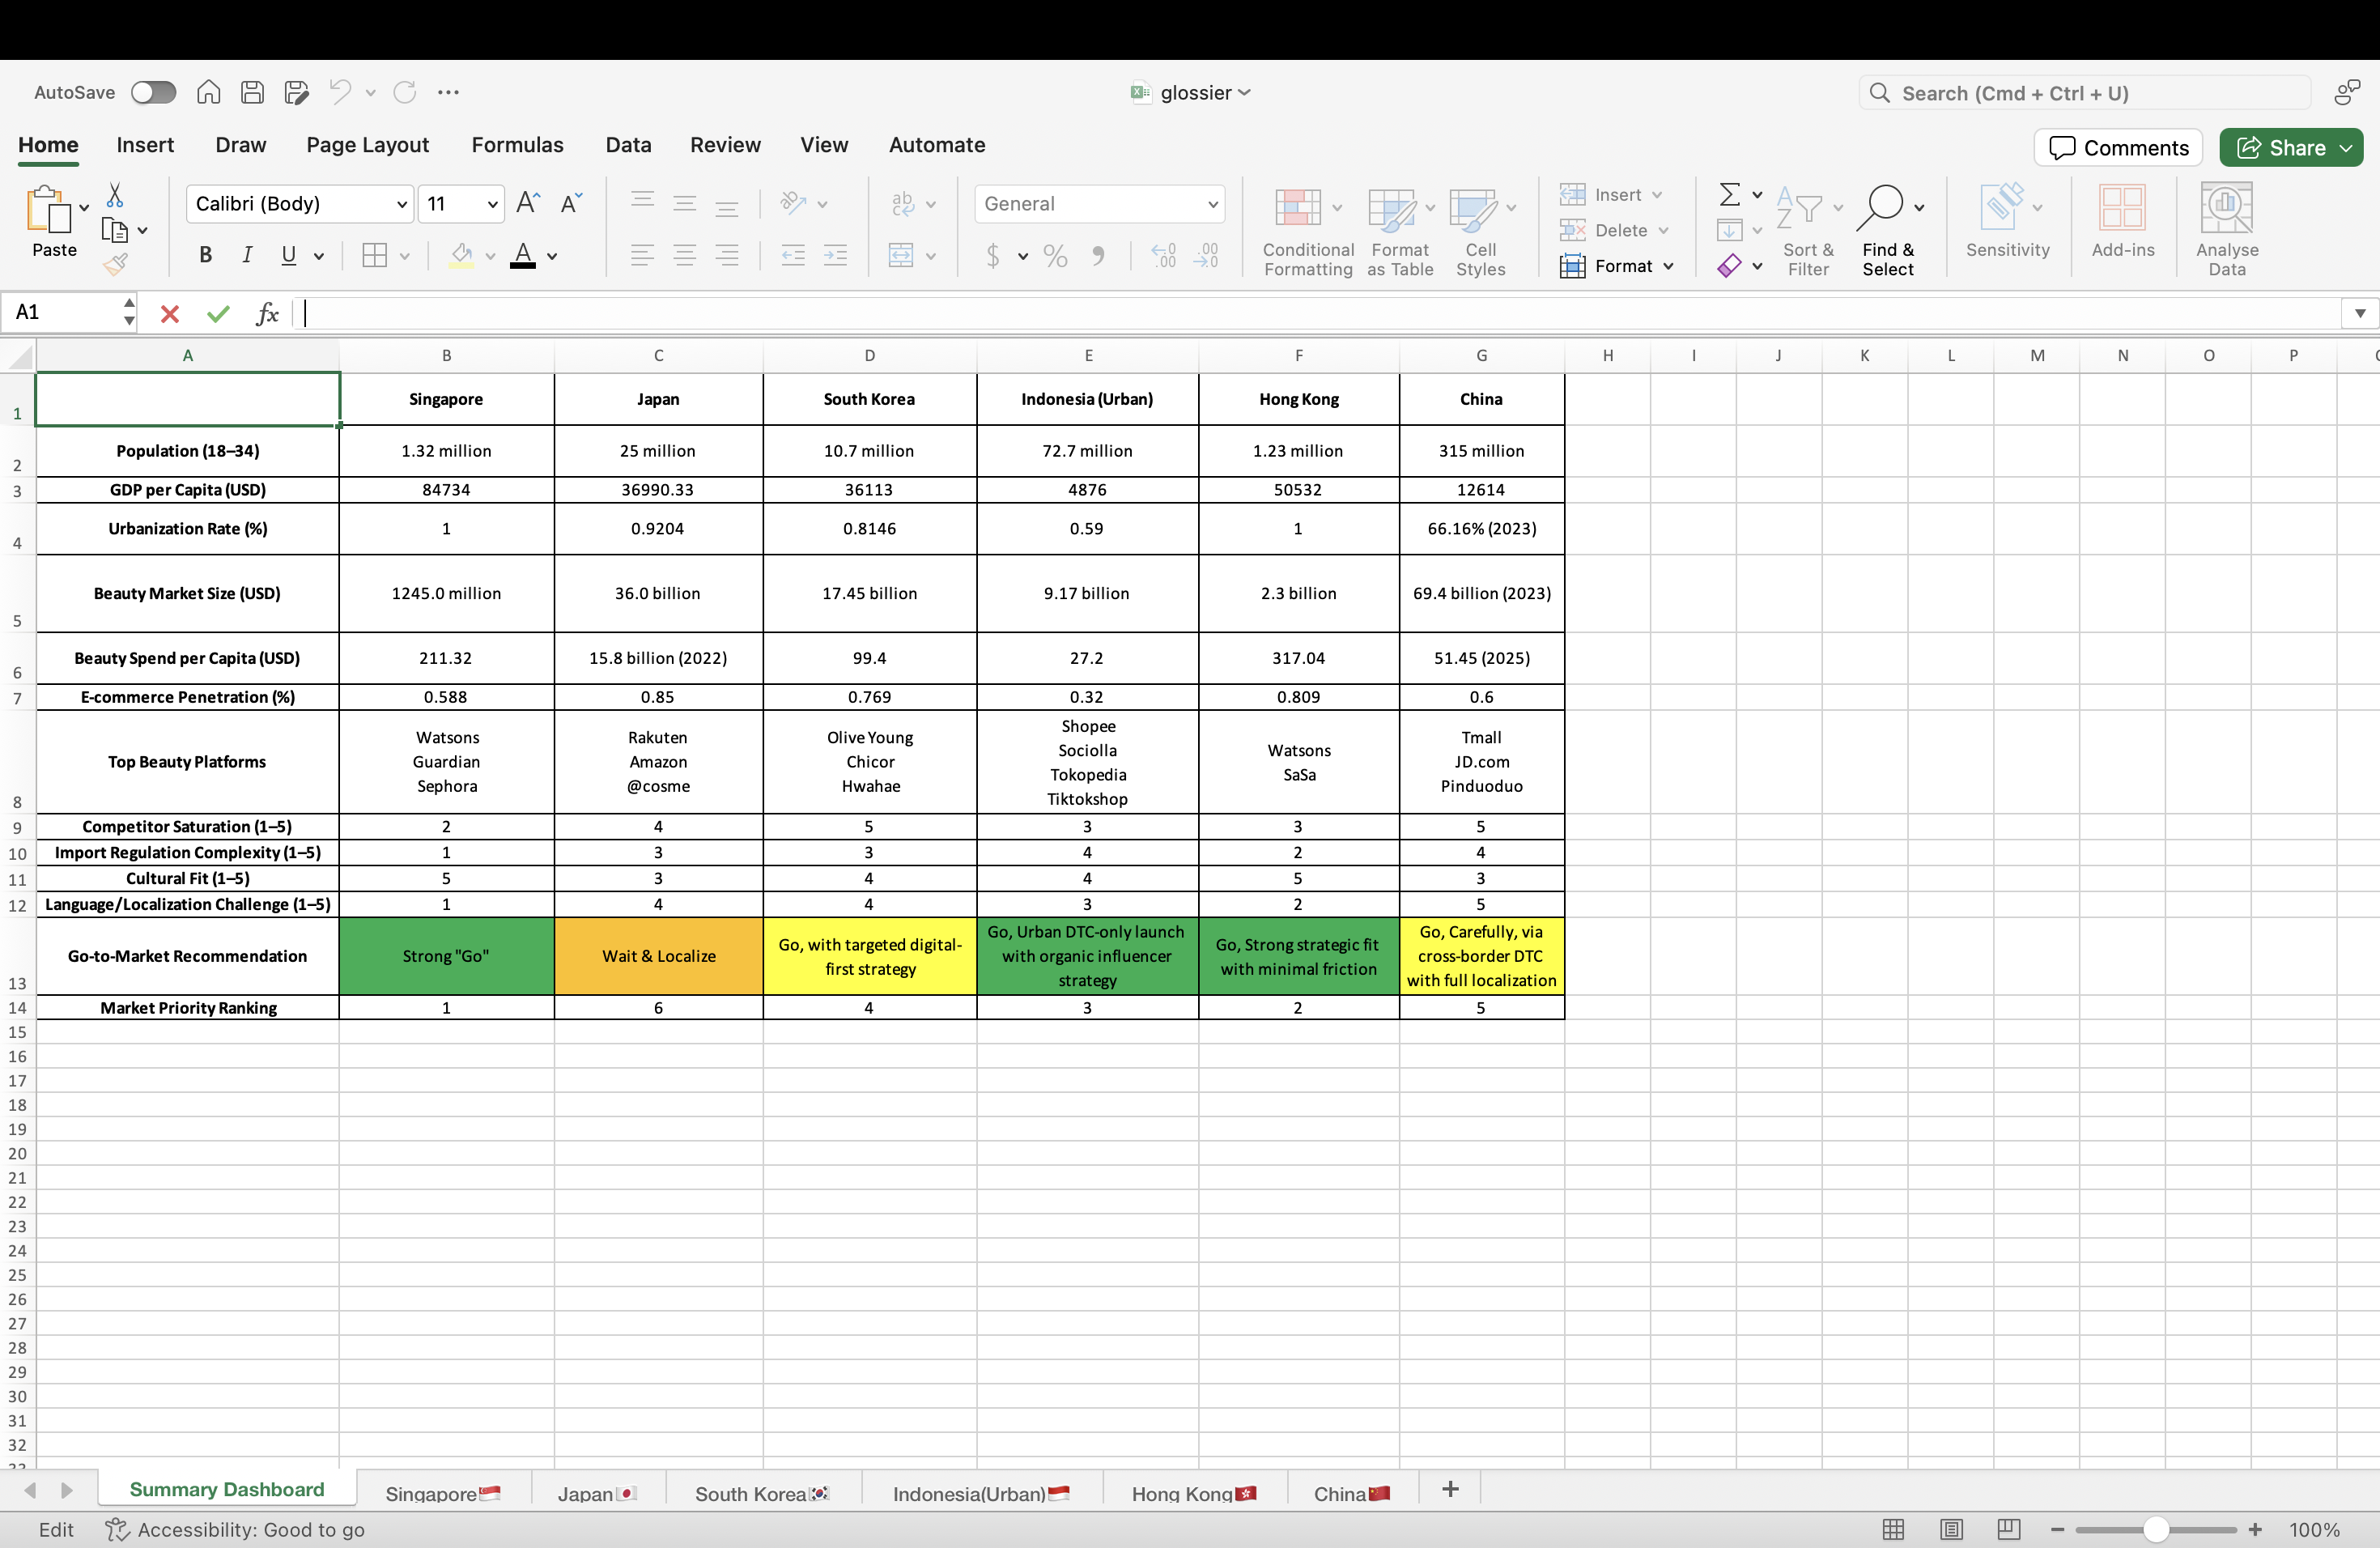 AutoSave
glossier
Search (Cmd + Ctrl + U)
Home Insert Draw Page Layout Formulas Data Review View Automate
Comments Share
Paste
Calibri (Body) 11
B I U
General
Conditional Formatting
Format as Table
Cell Styles
Insert
Delete
Format
Sort & Filter
Find & Select
Sensitivity
Add-ins
Analyse Data
A1 fx
A B C D E F G H I J K L M N O P
1 Singapore Japan South Korea Indonesia (Urban) Hong Kong China
2 Population (18–34) 1.32 million 25 million 10.7 million 72.7 million 1.23 million 315 million
3 GDP per Capita (USD) 84734 36990.33 36113 4876 50532 12614
4 Urbanization Rate (%) 1 0.9204 0.8146 0.59 1 66.16% (2023)
5 Beauty Market Size (USD) 1245.0 million 36.0 billion 17.45 billion 9.17 billion 2.3 billion 69.4 billion (2023)
6 Beauty Spend per Capita (USD) 211.32 15.8 billion (2022) 99.4 27.2 317.04 51.45 (2025)
7 E-commerce Penetration (%) 0.588 0.85 0.769 0.32 0.809 0.6
8 Top Beauty Platforms
Watsons
Guardian
Sephora
Rakuten
Amazon
@cosme
Olive Young
Chicor
Hwahae
Shopee
Sociolla
Tokopedia
Tiktokshop
Watsons
SaSa
Tmall
JD.com
Pinduoduo
9 Competitor Saturation (1–5) 2 4 5 3 3 5
10 Import Regulation Complexity (1–5) 1 3 3 4 2 4
11 Cultural Fit (1–5) 5 3 4 4 5 3
12 Language/Localization Challenge (1–5) 1 4 4 3 2 5
13 Go-to-Market Recommendation
Strong "Go"
Wait & Localize
Go, with targeted digital-
first strategy
Go, Urban DTC-only launch
with organic influencer
strategy
Go, Strong strategic fit
with minimal friction
Go, Carefully, via
cross-border DTC
with full localization
14 Market Priority Ranking 1 6 4 3 2 5
15
16
17
18
19
20
21
22
23
24
25
26
27
28
29
30
31
32
Summary Dashboard Singapore Japan South Korea Indonesia(Urban) Hong Kong China
Edit Accessibility: Good to go 100%